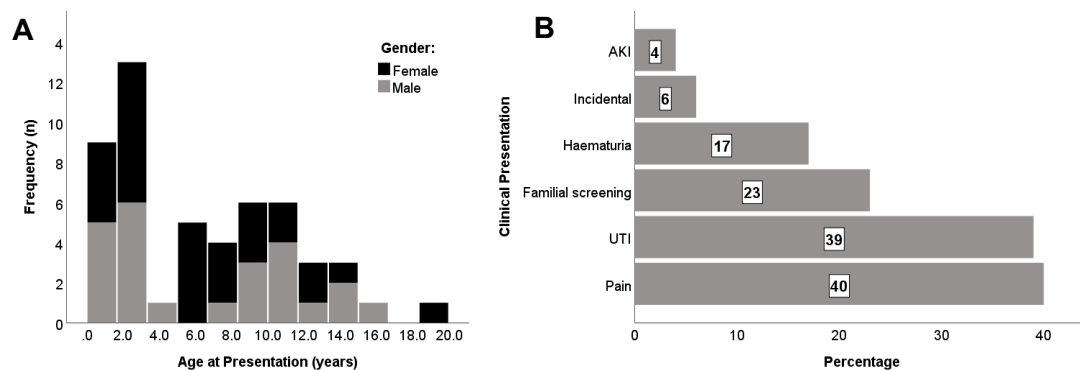 A
Frequency (n)
4
12
10
8
6
4
2
0
.0 2.0 4.0 6.0 8.0 10.0 12.0 14.0 16.0 18.0 20.0
Age at Presentation (years)
Gender:
Female
Male
B
Clinical Presentation
AKI 4
Incidental 6
Haematuria 17
Familial screening 23
UTI 39
Pain 40
0 10 20 30 40
Percentage